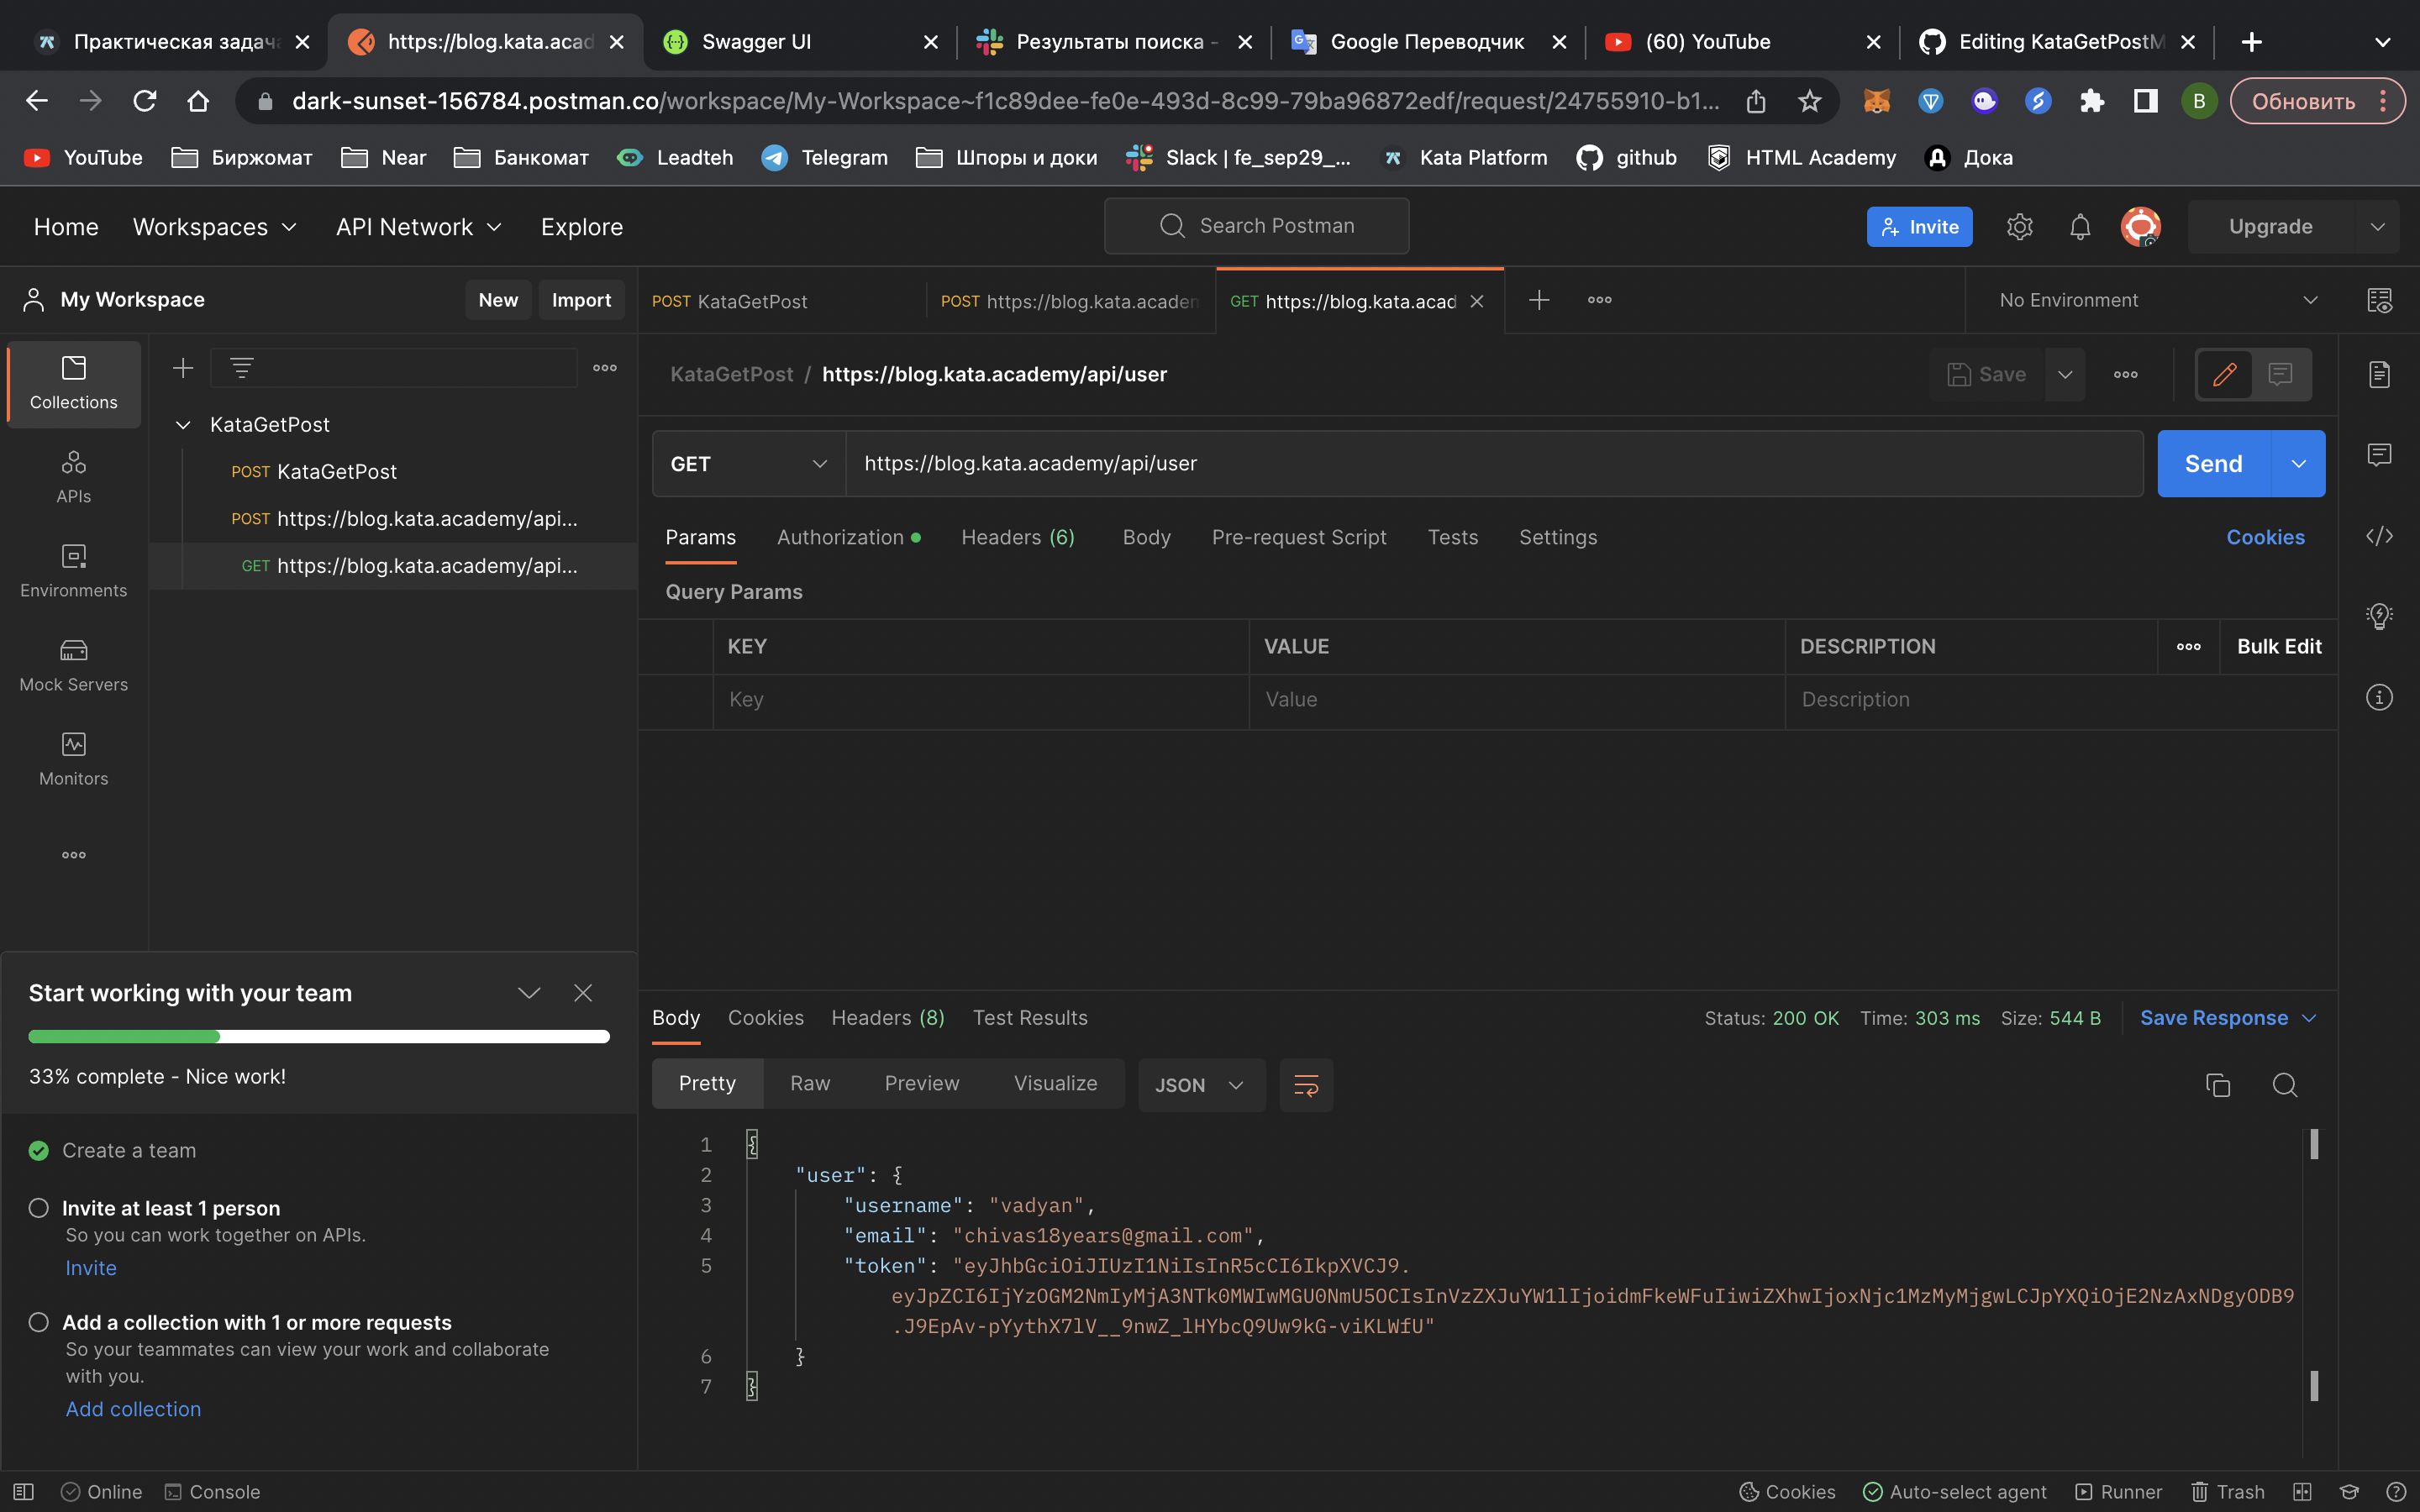 Практическая задача
https://blog.kata.acad
Swagger UI
Результаты поиска -
Google Переводчик
(60) YouTube
Editing KataGetPostM
dark-sunset-156784.postman.co/workspace/My-Workspace~f1c89dee-fe0e-493d-8c99-79ba96872edf/request/24755910-b1...
B
Обновить
YouTube
Биржомат
Near
Банкомат
Leadteh
Telegram
Шпоры и доки
Slack | fe_sep29_...
Kata Platform
github
HTML Academy
Дока
Home
Workspaces
API Network
Explore
Search Postman
Invite
Upgrade
My Workspace
New
Import
POST KataGetPost
POST https://blog.kata.academ
GET https://blog.kata.acad
No Environment
Collections
APIs
Environments
Mock Servers
Monitors
KataGetPost
POST KataGetPost
POST https://blog.kata.academy/api...
GET https://blog.kata.academy/api...
KataGetPost / https://blog.kata.academy/api/user
Save
GET
https://blog.kata.academy/api/user
Send
Params
Authorization
Headers (6)
Body
Pre-request Script
Tests
Settings
Cookies
Query Params
KEY
VALUE
DESCRIPTION
Bulk Edit
Key
Value
Description
Start working with your team
33% complete - Nice work!
Create a team
Invite at least 1 person
So you can work together on APIs.
Invite
Add a collection with 1 or more requests
So your teammates can view your work and collaborate
with you.
Add collection
Body
Cookies
Headers (8)
Test Results
Status: 200 OK
Time: 303 ms
Size: 544 B
Save Response
Pretty
Raw
Preview
Visualize
JSON
1 {
2 "user": {
3 "username": "vadyan",
4 "email": "chivas18years@gmail.com",
5 "token": "eyJhbGciOiJIUzI1NiIsInR5cCI6IkpXVCJ9.
eyJpZCI6IjYzOGM2NmIyMjA3NTk0MWIwMGU0NmU5OCIsInVzZXJuYW1lIjoidmFkeWFuIiwiZXhwIjoxNjc1MzMyMjgwLCJpYXQiOjE2NzAxNDgyODB9
.J9EpAv-pYythX7lV__9nwZ_lHYbcQ9Uw9kG-viKLWfU"
6 }
7 }
Online
Console
Cookies
Auto-select agent
Runner
Trash